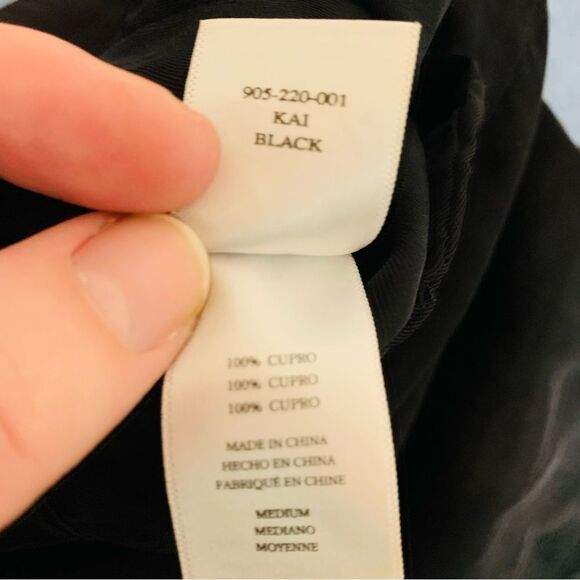 905-220-001
KAI
BLACK
100% CUPRO
100% CUPRO
100% CUPRO
MADE IN CHINA
HECHO EN CHINA
FABRIQUÉ EN CHINE
MEDIUM
MEDIANO
MOYENNE